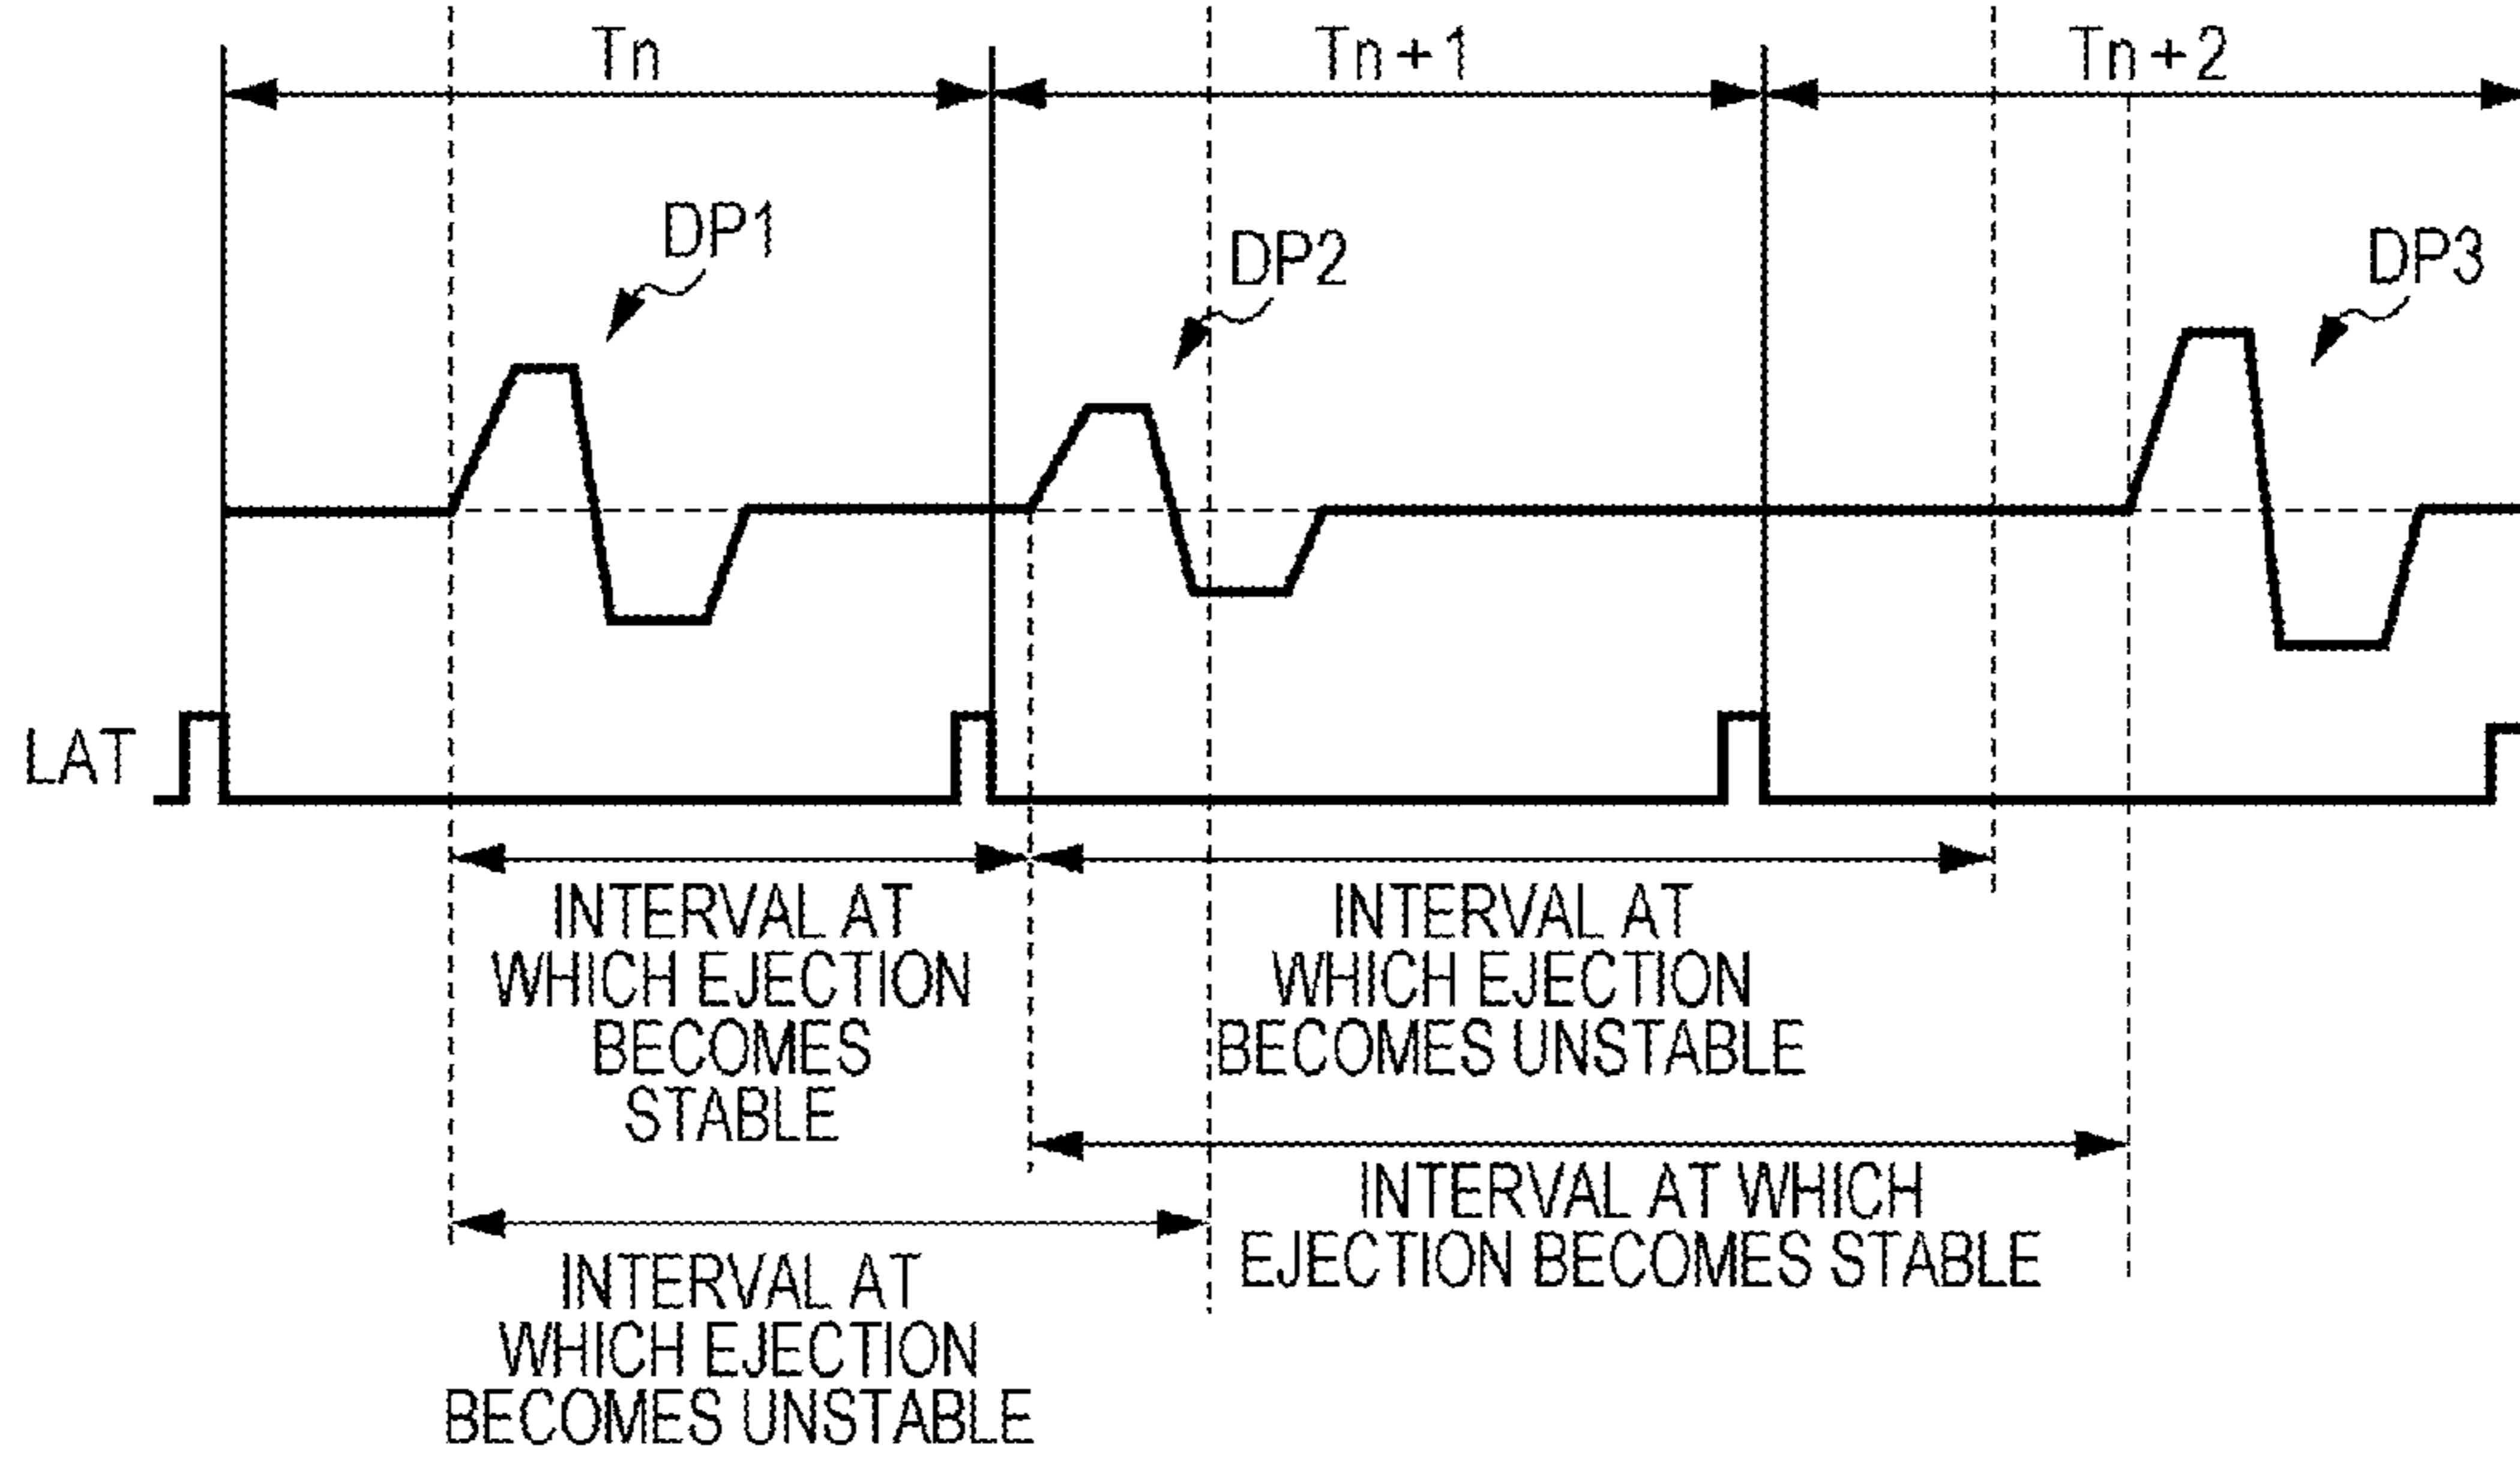 Tn
Tn + 1
Tn + 2
DP1
DP2
DP3
LAT
INTERVAL AT
WHICH EJECTION
BECOMES
STABLE
INTERVAL AT
WHICH EJECTION
BECOMES UNSTABLE
INTERVAL AT WHICH
EJECTION BECOMES STABLE
INTERVAL AT
WHICH EJECTION
BECOMES UNSTABLE